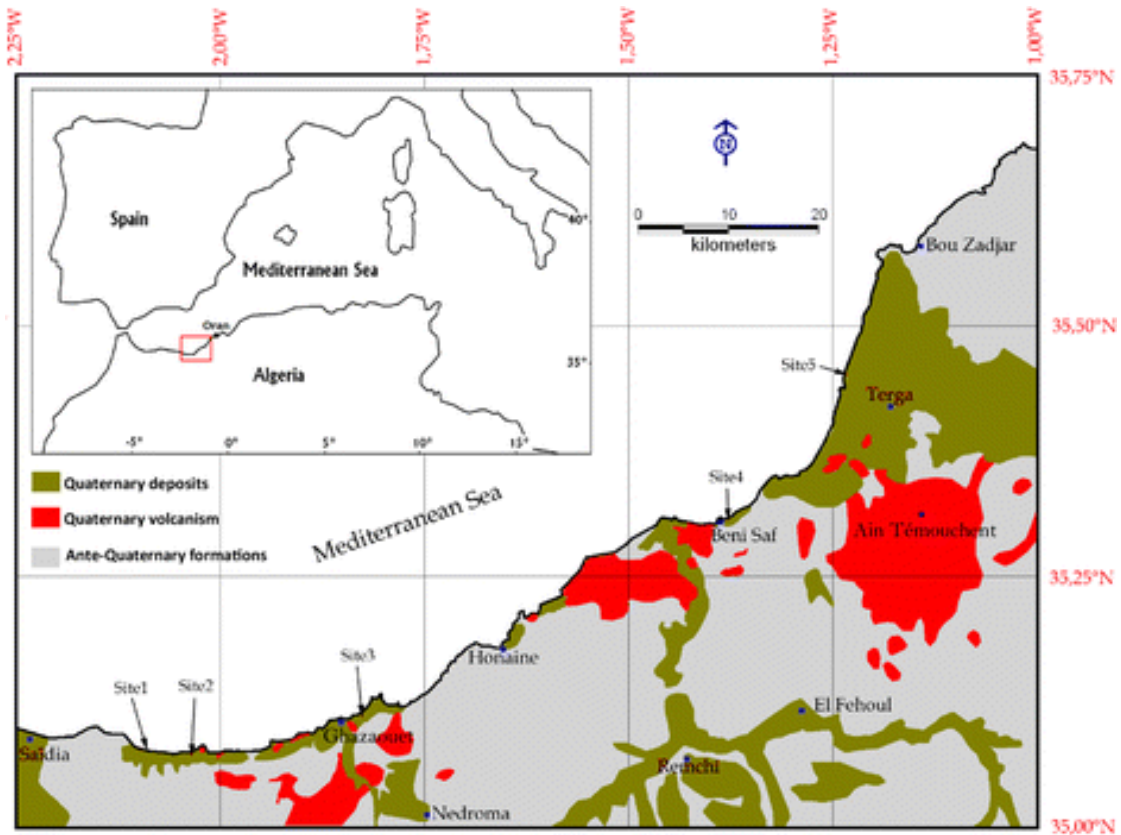 2,25°W
2,00°W
1,75°W
1,50°W
1,25°W
1,00°W
35,75°N
Spain
40°
0 10 20
kilometers
N
Bou Zadjar
Mediterranean Sea
Oran
35,50°N
35°
Algeria
Site5
Terga
-5° 0° 5° 10° 15°
Quaternary deposits
Site4
Quaternary volcanism
Mediterranean Sea
Beni Saf
Ain Témouchent
Ante-Quaternary formations
35,25°N
Honaine
Site3
Site1
Site2
El Fehoul
Ghazaouet
Saïdia
Remchi
Nedroma
35,00°N